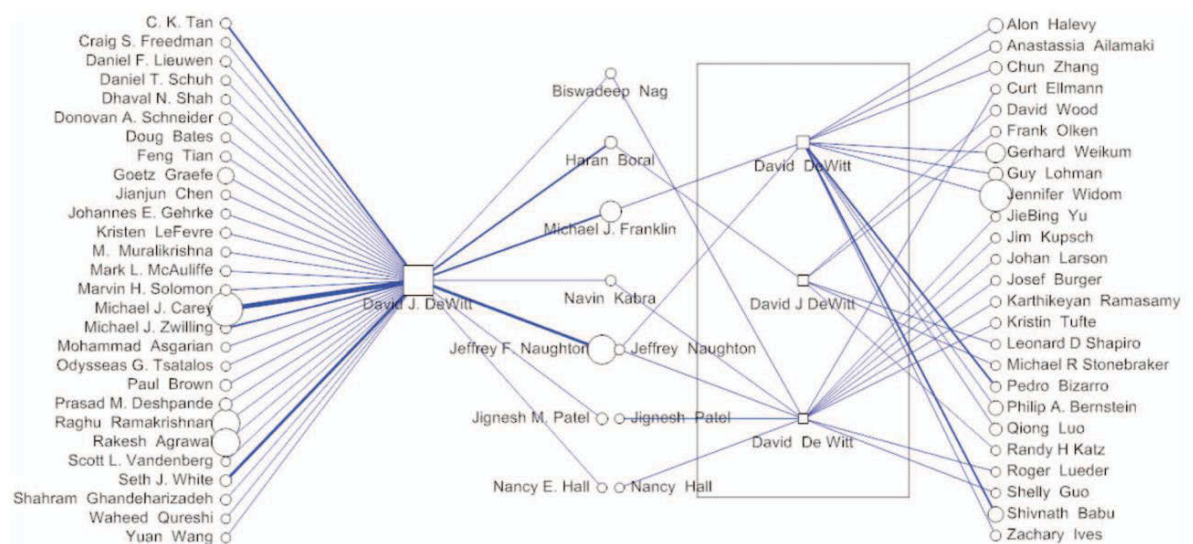 C. K. Tan
Craig S. Freedman
Daniel F. Lieuwen
Daniel T. Schuh
Dhaval N. Shah
Donovan A. Schneider
Doug Bates
Feng Tian
Goetz Graefe
Jianjun Chen
Johannes E. Gehrke
Kristen LeFevre
M. Muralikrishna
Mark L. McAuliffe
Marvin H. Solomon
Michael J. Carey
Michael J. Zwilling
Mohammad Asgarian
Odysseas G. Tsatalos
Paul Brown
Prasad M. Deshpande
Raghu Ramakrishnan
Rakesh Agrawal
Scott L. Vandenberg
Seth J. White
Shahram Ghandeharizadeh
Waheed Qureshi
Yuan Wang
David J. DeWitt
Biswadeep Nag
Haran Boral
Michael J. Franklin
Navin Kabra
Jeffrey F. Naughton
Jeffrey Naughton
Jignesh M. Patel
Jignesh Patel
Nancy E. Hall
Nancy Hall
David DeWitt
David J DeWitt
David De Witt
Alon Halevy
Anastassia Ailamaki
Chun Zhang
Curt Ellmann
David Wood
Frank Olken
Gerhard Weikum
Guy Lohman
Jennifer Widom
JieBing Yu
Jim Kupsch
Johan Larson
Josef Burger
Karthikeyan Ramasamy
Kristin Tufte
Leonard D Shapiro
Michael R Stonebraker
Pedro Bizarro
Philip A. Bernstein
Qiong Luo
Randy H Katz
Roger Lueder
Shelly Guo
Shivnath Babu
Zachary Ives